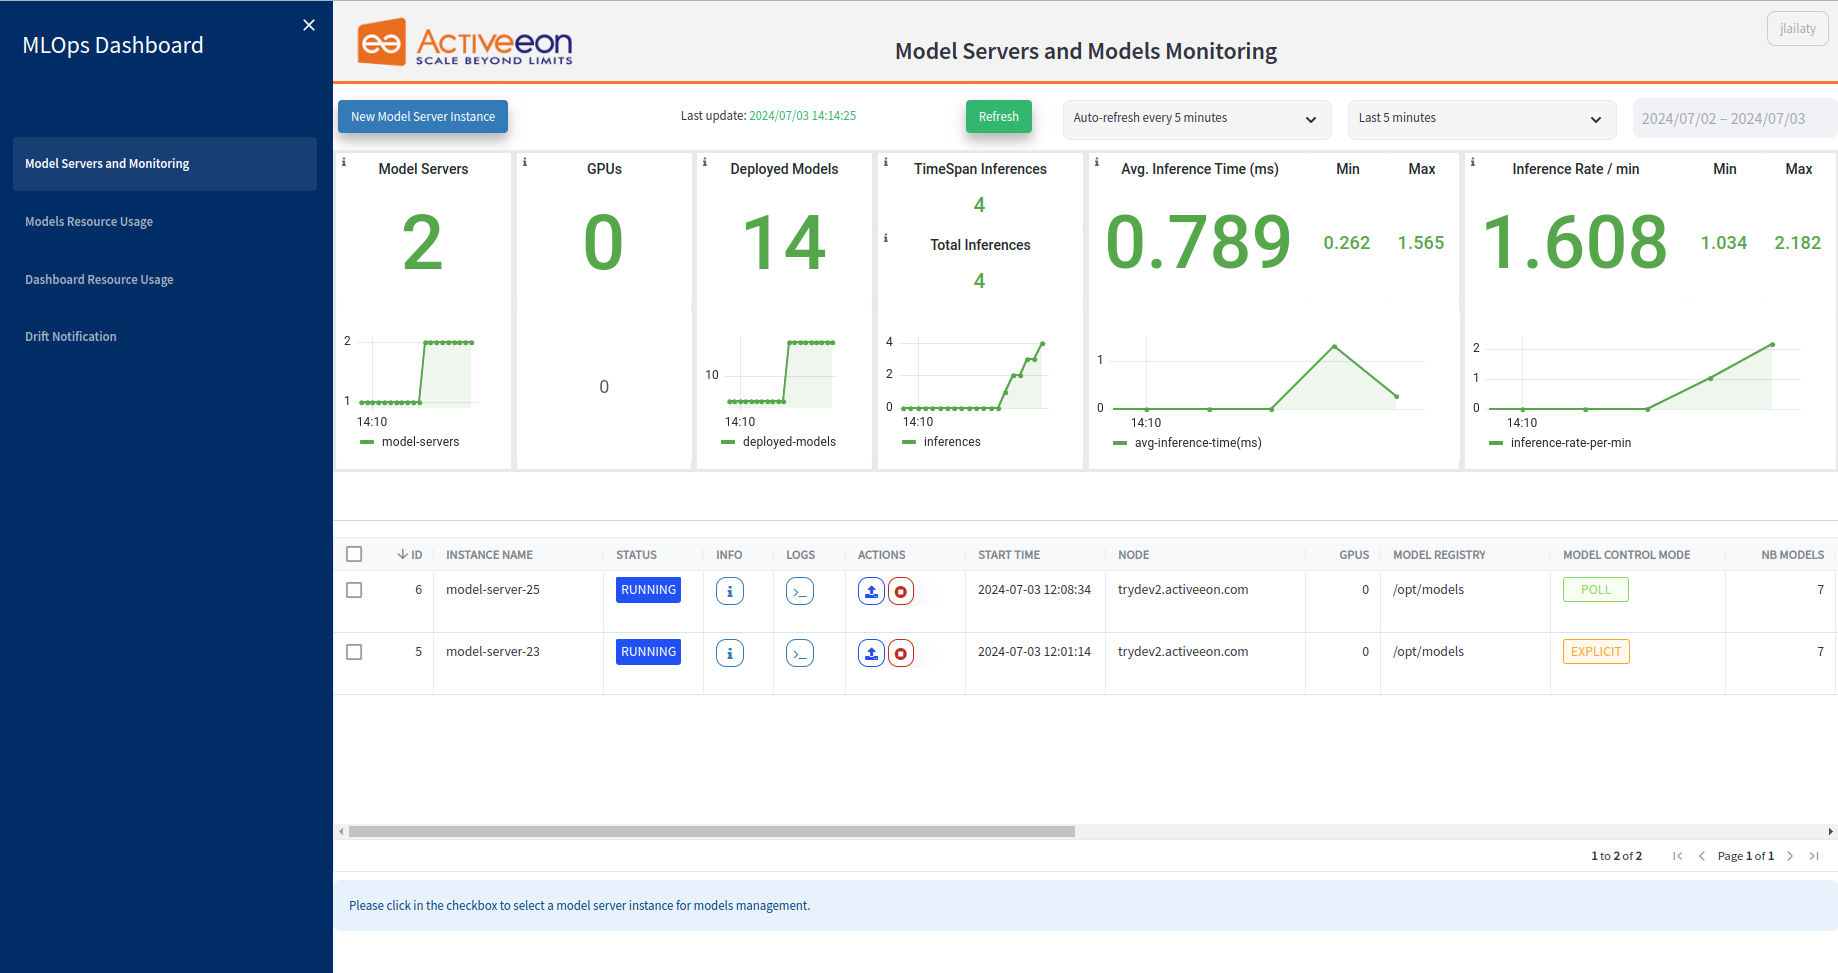 MLOps Dashboard
Model Servers and Monitoring
Models Resource Usage
Dashboard Resource Usage
Drift Notification
Activeeon
SCALE BEYOND LIMITS
Model Servers and Models Monitoring
jlailaty
New Model Server Instance
Last update: 2024/07/03 14:14:25
Refresh
Auto-refresh every 5 minutes
Last 5 minutes
2024/07/02 – 2024/07/03
Model Servers
2
2
1
14:10
model-servers
GPUs
0
0
Deployed Models
14
10
14:10
deployed-models
TimeSpan Inferences
4
Total Inferences
4
4
2
0
14:10
inferences
Avg. Inference Time (ms) Min Max
0.789 0.262 1.565
1
0
14:10
avg-inference-time(ms)
Inference Rate / min Min Max
1.608 1.034 2.182
2
1
0
14:10
inference-rate-per-min
ID INSTANCE NAME STATUS INFO LOGS ACTIONS START TIME NODE GPUS MODEL REGISTRY MODEL CONTROL MODE NB MODELS
6 model-server-25 RUNNING 2024-07-03 12:08:34 trydev2.activeeon.com 0 /opt/models POLL 7
5 model-server-23 RUNNING 2024-07-03 12:01:14 trydev2.activeeon.com 0 /opt/models EXPLICIT 7
1 to 2 of 2 Page 1 of 1
Please click in the checkbox to select a model server instance for models management.